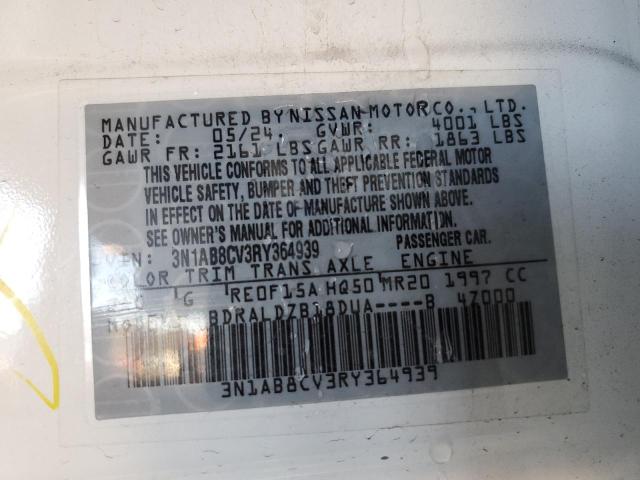 MANUFACTURED BY NISSAN MOTOR CO., LTD.
DATE: 05/24, GVWR: 4001 LBS
GAWR FR: 2161 LBS GAWR RR: 1863 LBS
THIS VEHICLE CONFORMS TO ALL APPLICABLE FEDERAL MOTOR
VEHICLE SAFETY, BUMPER AND THEFT PREVENTION STANDARDS
IN EFFECT ON THE DATE OF MANUFACTURE SHOWN ABOVE.
SEE OWNER'S MANUAL FOR ADDITIONAL INFORMATION.
VIN: 3N1AB8CV3RY364939 PASSENGER CAR.
COLOR TRIM TRANS AXLE ENGINE
G RE0F15A HQ50 MR20 1997 CC
BDRALDZB18DUA----B 47000
3N1AB8CV3RY364939